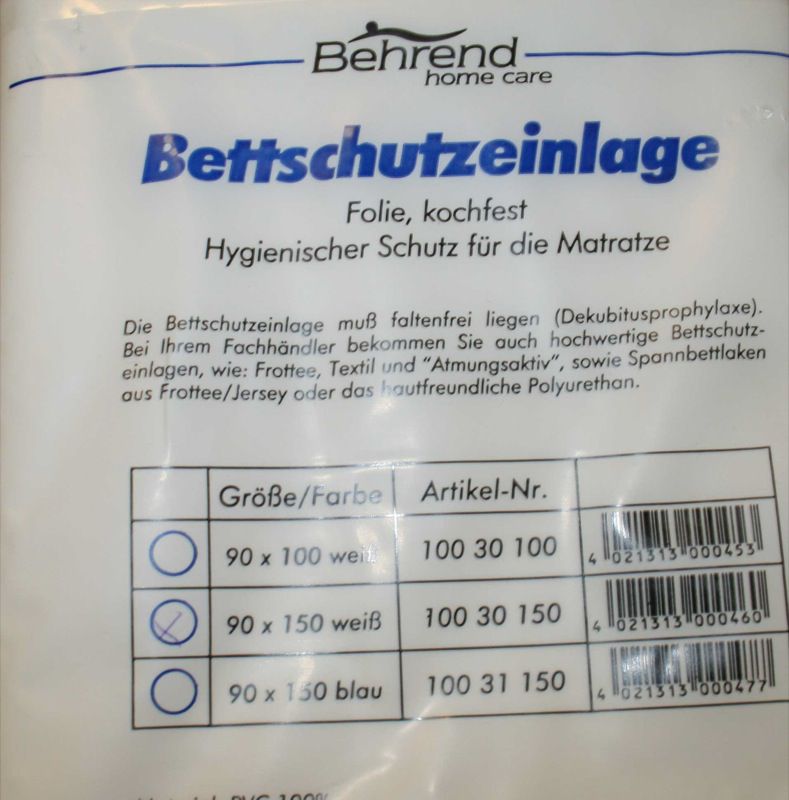 Behrend
home care
Bettschutzeinlage
Folie, kochfest
Hygienischer Schutz für die Matratze
Die Bettschutzeinlage muß faltenfrei liegen (Dekubitusprophylaxe).
Bei Ihrem Fachhändler bekommen Sie auch hochwertige Bettschutz-
einlagen, wie: Frottee, Textil und "Atmungsaktiv", sowie Spannbettlaken
aus Frottee/Jersey oder das hautfreundliche Polyurethan.
Größe/Farbe Artikel-Nr.
90 x 100 weiß 100 30 100 4 021313 000453
90 x 150 weiß 100 30 150 4 021313 000460
90 x 150 blau 100 31 150 4 021313 000477
PVC 100%